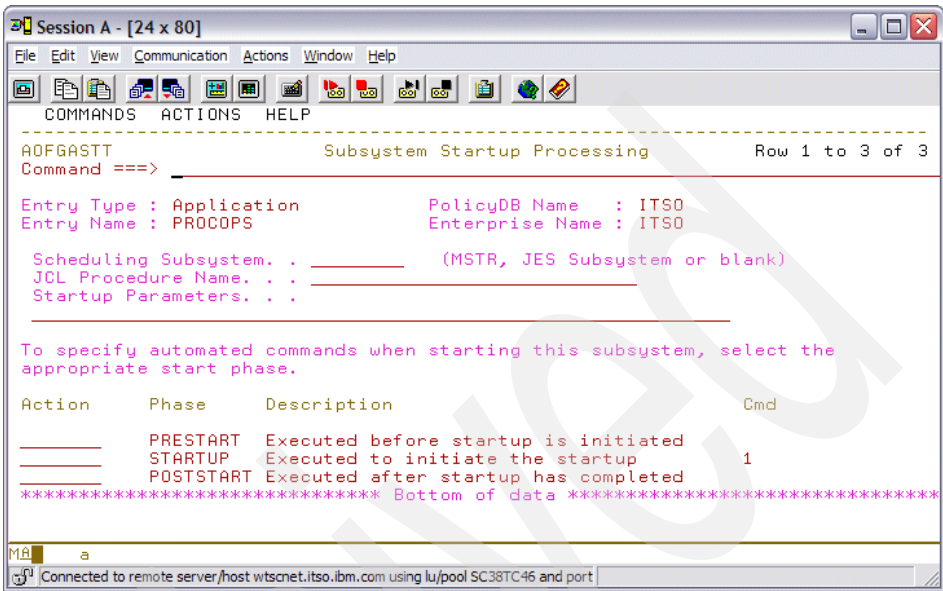 Session A - [24 x 80]
File Edit View Communication Actions Window Help
COMMANDS ACTIONS HELP
--------------------------------------------------------------------------------
AOFGASTT Subsystem Startup Processing Row 1 to 3 of 3
Command ===> _
Entry Type : Application PolicyDB Name : ITSO
Entry Name : PROCOPS Enterprise Name : ITSO
Scheduling Subsystem. . (MSTR, JES Subsystem or blank)
JCL Procedure Name. . .
Startup Parameters. . .
To specify automated commands when starting this subsystem, select the
appropriate start phase.
Action Phase Description Cmd
PRESTART Executed before startup is initiated
STARTUP Executed to initiate the startup 1
POSTSTART Executed after startup has completed
******************************* Bottom of data ********************************
MA a
Connected to remote server/host wtscnet.itso.ibm.com using lu/pool SC38TC46 and port